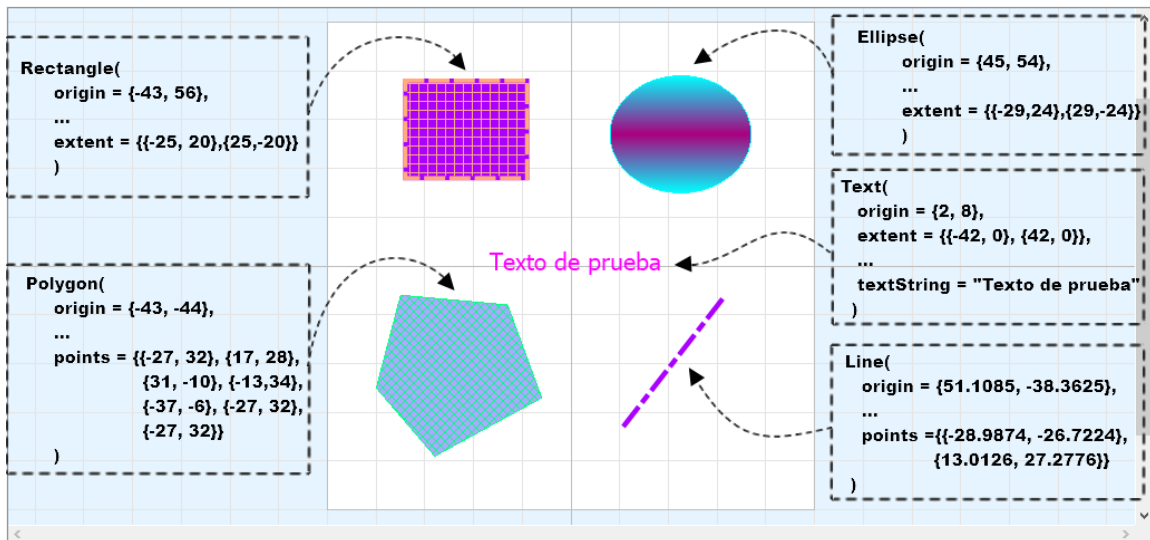 Rectangle(
origin = {-43, 56},
...
extent = {{-25, 20},{25,-20}}
)
Ellipse(
origin = {45, 54},
...
extent = {{-29,24},{29,-24}}
)
Text(
origin = {2, 8},
extent = {{-42, 0}, {42, 0}},
...
textString = "Texto de prueba"
)
Texto de prueba
Polygon(
origin = {-43, -44},
...
points = {{-27, 32}, {17, 28},
{31, -10}, {-13,34},
{-37, -6}, {-27, 32},
{-27, 32}}
)
Line(
origin = {51.1085, -38.3625},
...
points ={{-28.9874, -26.7224},
{13.0126, 27.2776}}
)